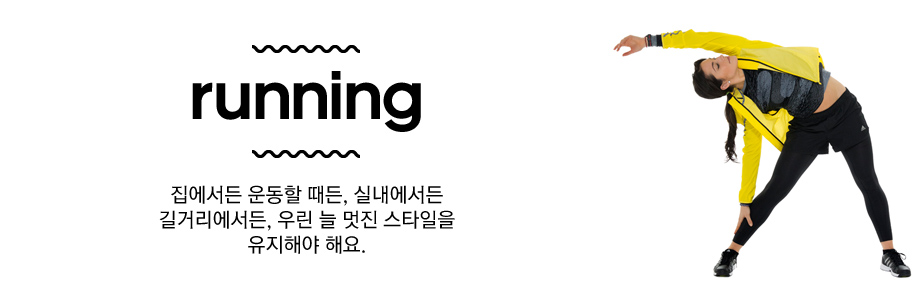 running
집에서든 운동할 때든, 실내에서든
길거리에서든, 우린 늘 멋진 스타일을
유지해야 해요.